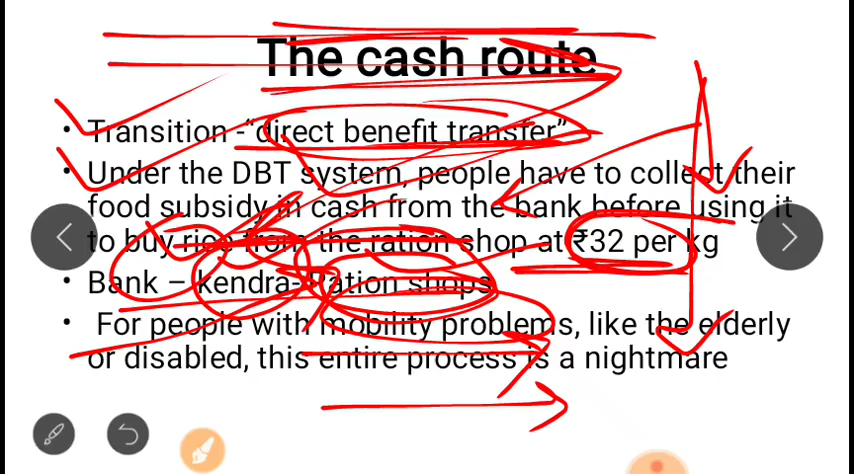 The cash route
• Transition -“direct benefit transfer”
• Under the DBT system, people have to collect their
food subsidy in cash from the bank before using it
to buy rice from the ration shop at ₹32 per kg
• Bank – kendra- Ration shops
• For people with mobility problems, like the elderly
or disabled, this entire process is a nightmare